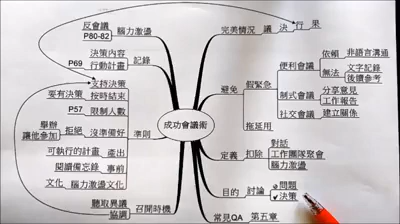 成功會議術
完美情況 議 決 行 果
避免
假緊急
便利會議
依賴 非語言溝通
無法 文字記錄
後續參考
制式會議
分享意見
工作報告
社交會議 建立關係
拖延用
定義 扣除
對話
工作團隊聚會
腦力激盪
目的 討論
問題
決策
常見QA 第五章
反會議
P80-82
腦力激盪
決策內容
行動計畫
記錄
P69
準則
支持決策
要有決策 按時結束
P57 限制人數
舉辦
讓他參加
拒絕 沒準備好
可執行的計畫 產出
閱讀備忘錄 事前
文化 腦力激盪文化
聽取異議
協調
召開時機